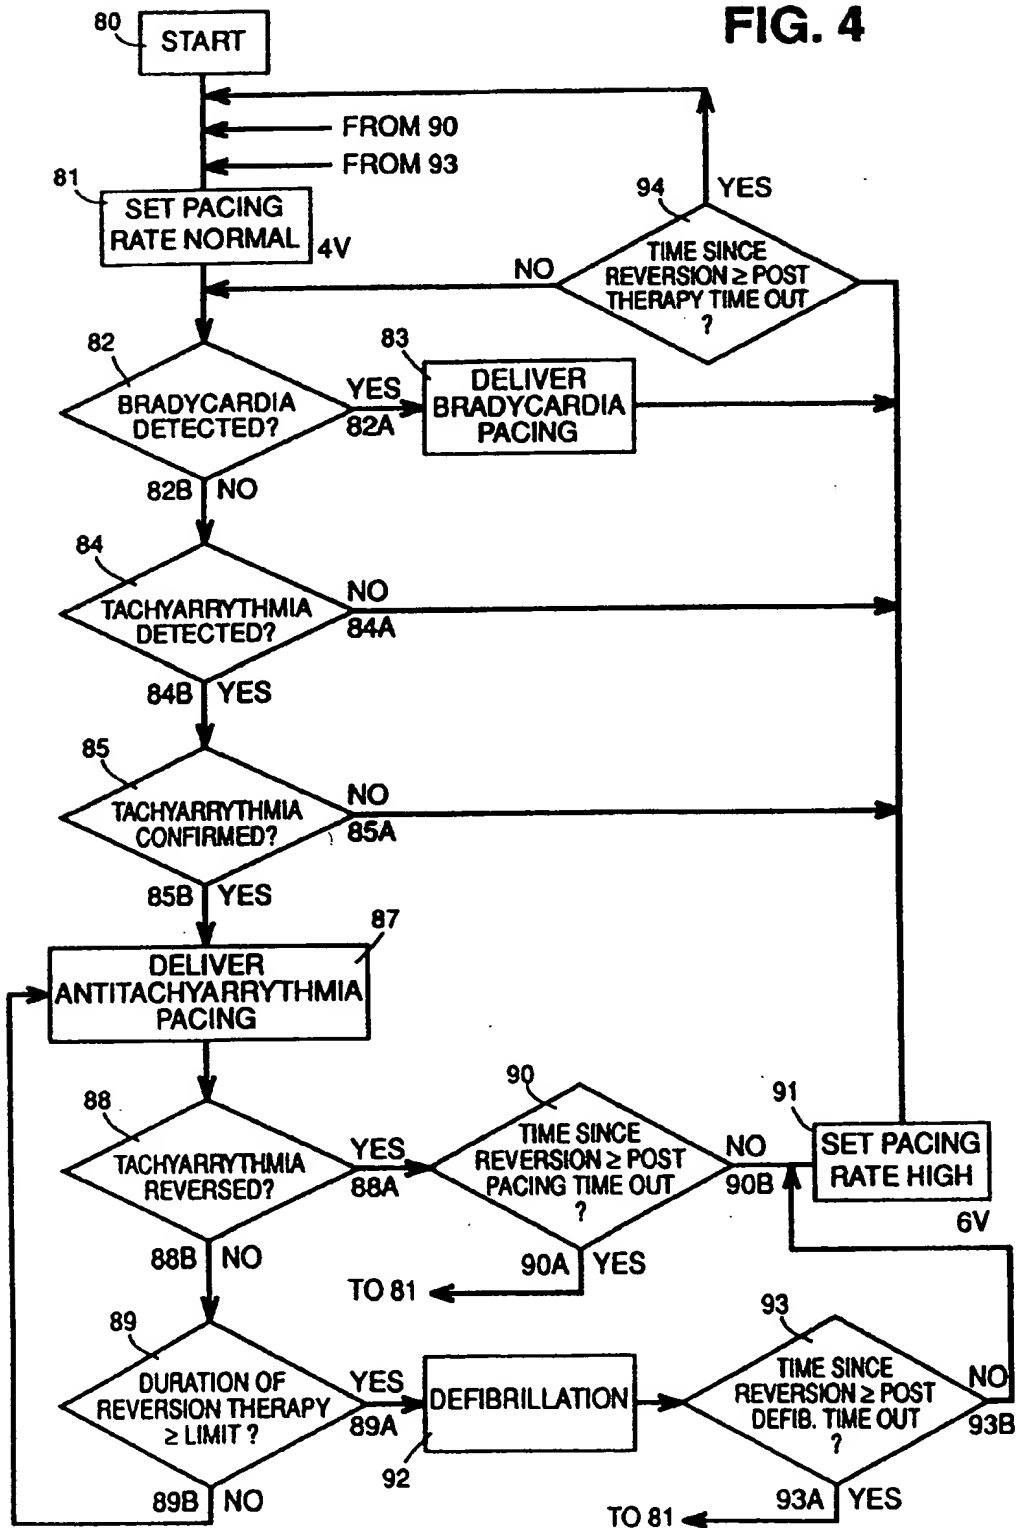 FIG. 4
80
START
FROM 90
FROM 93
81
SET PACING
RATE NORMAL
4V
94
YES
TIME SINCE
REVERSION ≥ POST
THERAPY TIME OUT
?
NO
82
BRADYCARDIA
DETECTED?
YES
82A
83
DELIVER
BRADYCARDIA
PACING
82B NO
84
TACHYARRYTHMIA
DETECTED?
NO
84A
84B YES
85
TACHYARRYTHMIA
CONFIRMED?
NO
85A
85B YES
87
DELIVER
ANTITACHYARRYTHMIA
PACING
88
TACHYARRYTHMIA
REVERSED?
YES
88A
90
TIME SINCE
REVERSION ≥ POST
PACING TIME OUT
?
NO
90B
91
SET PACING
RATE HIGH
6V
88B NO
90A YES
TO 81
89
DURATION OF
REVERSION THERAPY
≥ LIMIT ?
YES
89A
DEFIBRILLATION
92
93
TIME SINCE
REVERSION ≥ POST
DEFIB. TIME OUT
?
NO
93B
89B NO
93A YES
TO 81